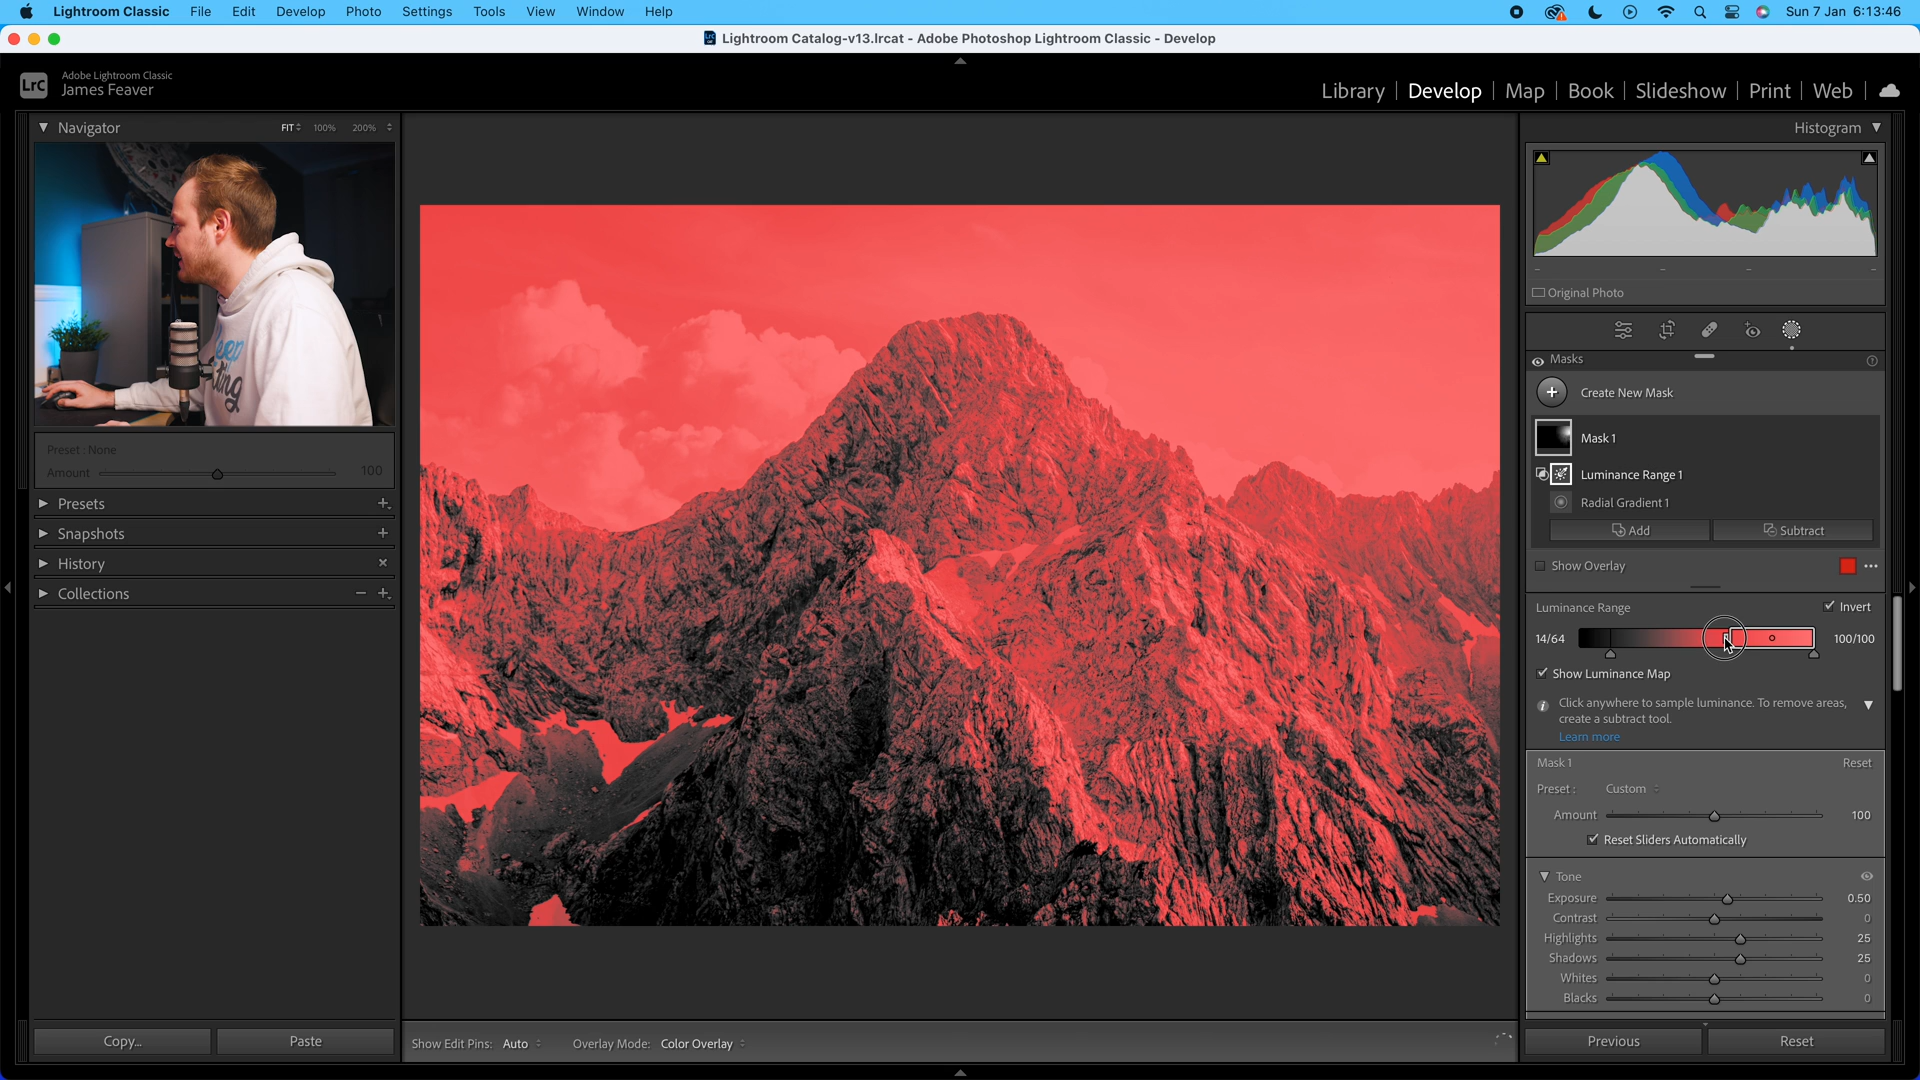 Lightroom Classic File Edit Develop Photo Settings Tools View Window Help Sun 7 Jan 6:13:46
Lightroom Catalog-v13.lrcat - Adobe Photoshop Lightroom Classic - Develop
LrC Adobe Lightroom Classic
James Feaver
Library Develop Map Book Slideshow Print Web
Navigator FIT 100% 200%
Histogram
Original Photo
Masks
Create New Mask
Mask 1
Luminance Range 1
Radial Gradient 1
Add Subtract
Show Overlay
Luminance Range Invert
14/64 100/100
Show Luminance Map
Click anywhere to sample luminance. To remove areas,
create a subtract tool.
Learn more
Mask 1 Reset
Preset : Custom
Amount 100
Reset Sliders Automatically
Tone
Exposure 0.50
Contrast 0
Highlights 25
Shadows 25
Whites 0
Blacks 0
Previous Reset
Preset : None
Amount 100
Presets
Snapshots
History
Collections
Copy... Paste
Show Edit Pins: Auto Overlay Mode: Color Overlay